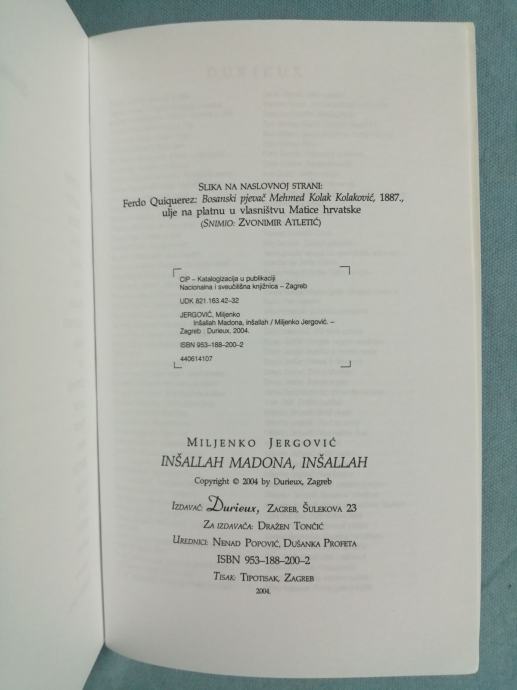 SLIKA NA NASLOVNOJ STRANI:
Ferdo Quiquerez: Bosanski pjevač Mehmed Kolak Kolaković, 1887.,
ulje na platnu u vlasništvu Matice hrvatske
(SNIMIO: ZVONIMIR ATLETIĆ)
CIP – Katalogizacija u publikaciji
Nacionalna i sveučilišna knjižnica – Zagreb
UDK 821.163.42–32
JERGOVIĆ, Miljenko
Inšallah Madona, inšallah / Miljenko Jergović. –
Zagreb : Durieux, 2004.
ISBN 953–188–200–2
440614107
MILJENKO JERGOVIĆ
INŠALLAH MADONA, INŠALLAH
Copyright © 2004 by Durieux, Zagreb
IZDAVAČ: Durieux, ZAGREB, ŠULEKOVA 23
ZA IZDAVAČA: DRAŽEN TONČIĆ
UREDNICI: NENAD POPOVIĆ, DUŠANKA PROFETA
ISBN 953–188–200–2
TISAK: TIPOTISAK, ZAGREB
2004.